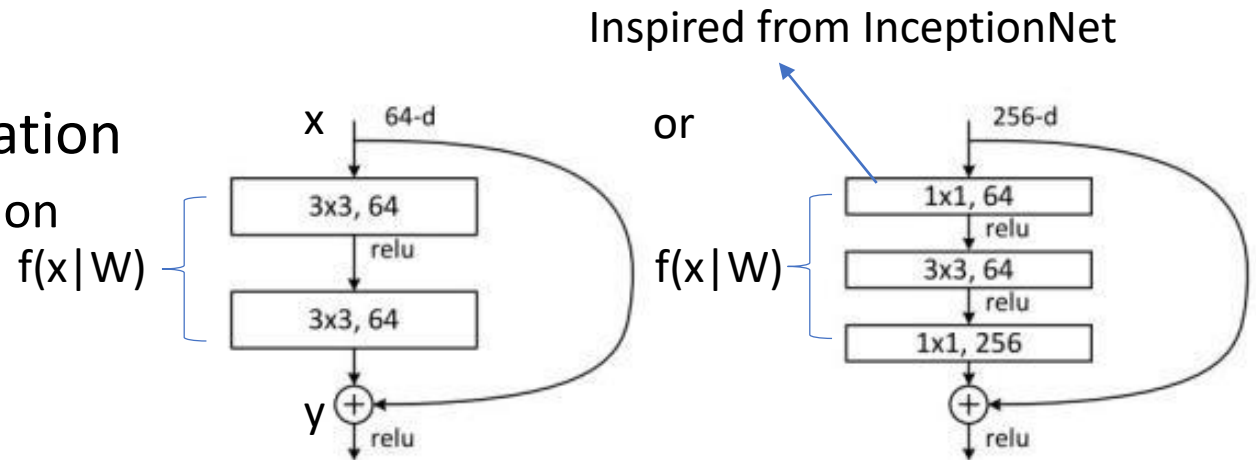 Inspired from InceptionNet
ation
on
x
64-d
or
256-d
f(x|W)
3x3, 64
relu
3x3, 64
y
+
relu
f(x|W)
1x1, 64
relu
3x3, 64
relu
1x1, 256
+
relu